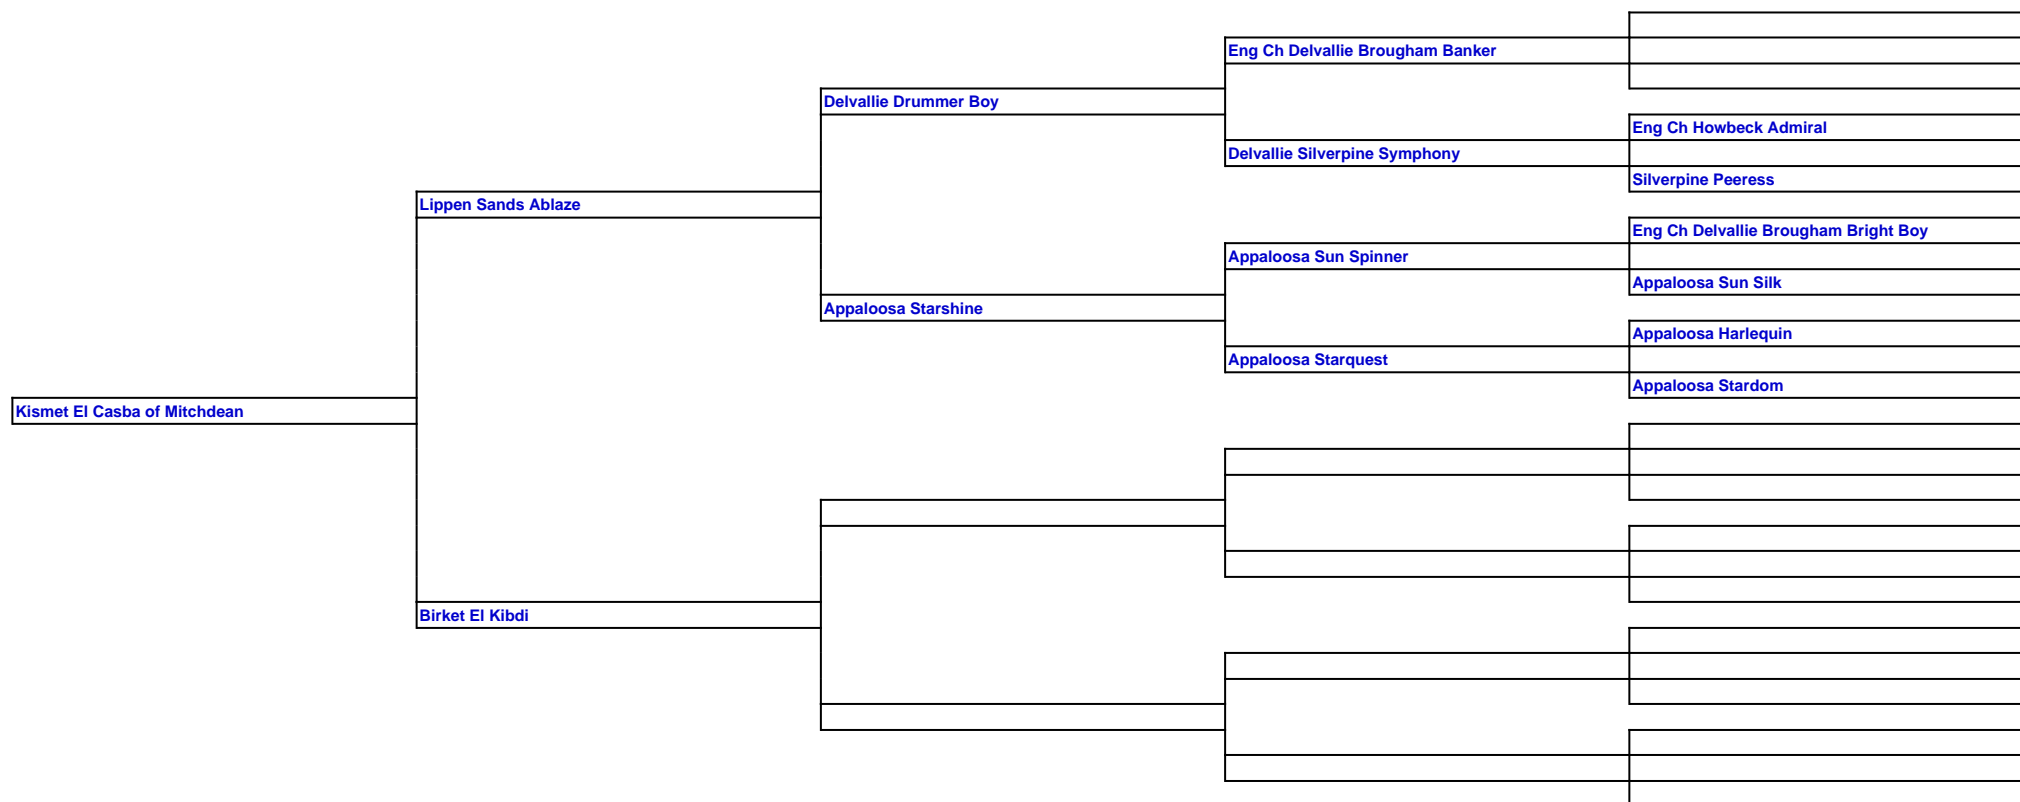 Eng Ch Delvallie Brougham Banker
Delvallie Drummer Boy
Eng Ch Howbeck Admiral
Delvallie Silverpine Symphony
Silverpine Peeress
Lippen Sands Ablaze
Eng Ch Delvallie Brougham Bright Boy
Appaloosa Sun Spinner
Appaloosa Sun Silk
Appaloosa Starshine
Appaloosa Harlequin
Appaloosa Starquest
Appaloosa Stardom
Kismet El Casba of Mitchdean
Birket El Kibdi